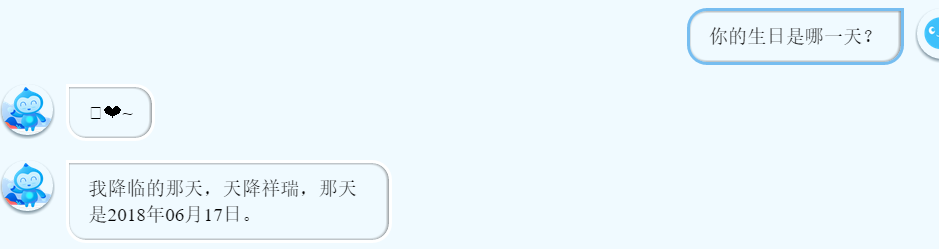 你的生日是哪一天?
❤~
我降临的那天，天降祥瑞，那天
是2018年06月17日。